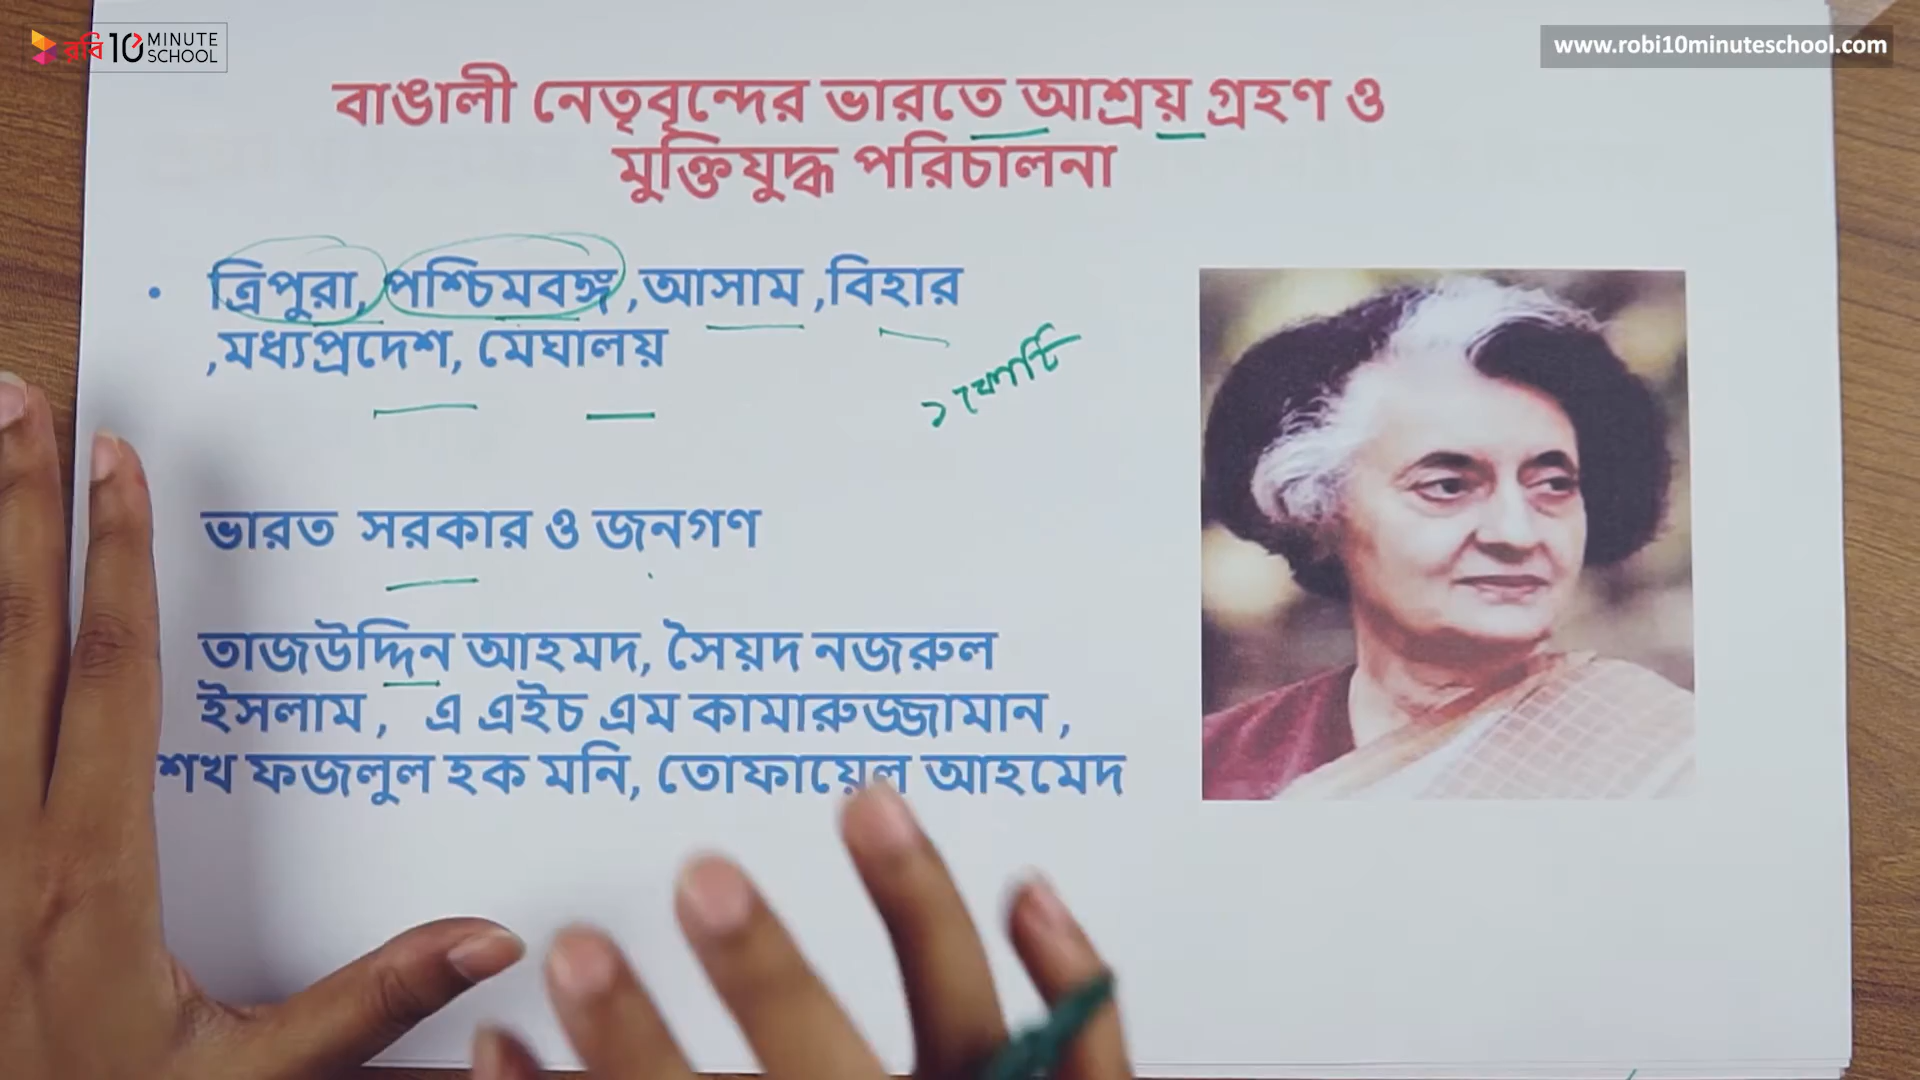 রবি 10 MINUTE SCHOOL
www.robi10minuteschool.com
বাঙালী নেতৃবৃন্দের ভারতে আশ্রয় গ্রহণ ও
মুক্তিযুদ্ধ পরিচালনা
• ত্রিপুরা, পশ্চিমবঙ্গ ,আসাম ,বিহার
,মধ্যপ্রদেশ, মেঘালয়
১ কোটি
ভারত সরকার ও জনগণ
তাজউদ্দিন আহমদ, সৈয়দ নজরুল
ইসলাম , এ এইচ এম কামারুজ্জামান ,
শেখ ফজলুল হক মনি, তোফায়েল আহমেদ